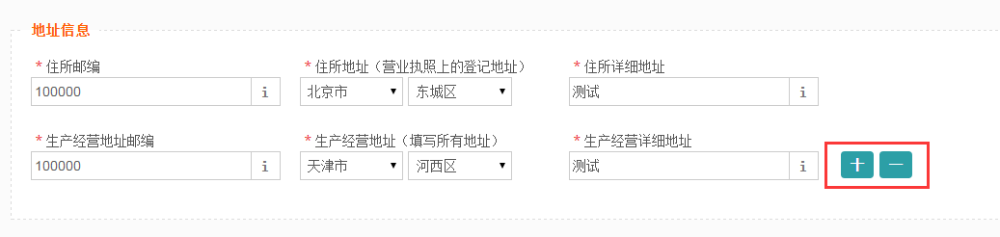 地址信息
* 住所邮编 * 住所地址（营业执照上的登记地址） * 住所详细地址
100000 i 北京市 东城区 测试 i
* 生产经营地址邮编 * 生产经营地址（填写所有地址） * 生产经营详细地址
100000 i 天津市 河西区 测试 i + −